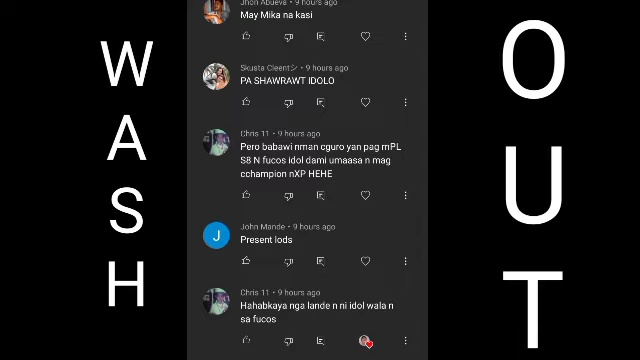 WASH
Jhon Abueva • 9 hours ago
May Mika na kasi
Skusta Cleentシ • 9 hours ago
PA SHAWRAWT IDOLO
Chris 11 • 9 hours ago
Pero babawi nman cguro yan pag mPL
S8 N fucos idol dami umaasa n mag
cchampion nXP HEHE
John Mande • 9 hours ago
J
Present lods
Chris 11 • 9 hours ago
Hahabkaya nga lande n ni idol wala n
sa fucos
OUT